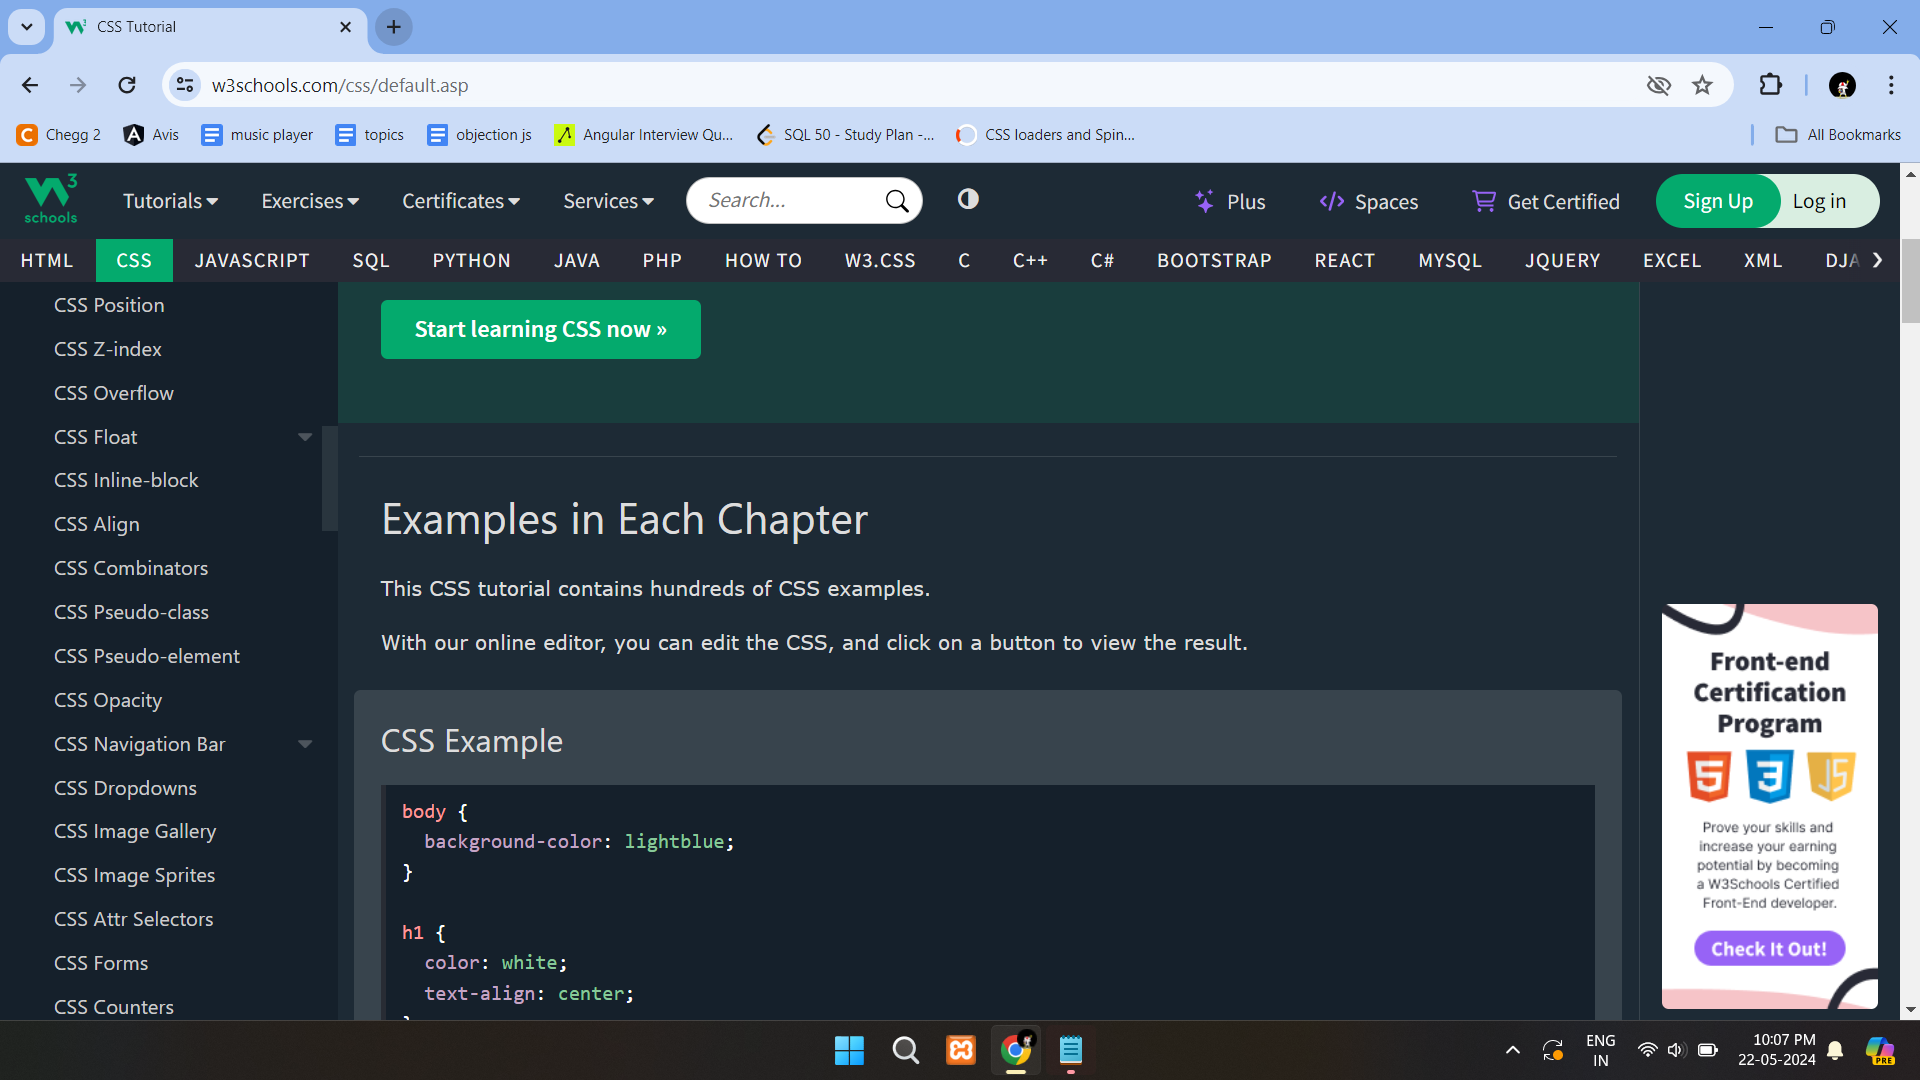 CSS Tutorial
w3schools.com/css/default.asp
Chegg 2 Avis music player topics objection js Angular Interview Qu... SQL 50 - Study Plan -... CSS loaders and Spin... All Bookmarks
W3 schools Tutorials Exercises Certificates Services Search... Plus Spaces Get Certified Sign Up Log in
HTML CSS JAVASCRIPT SQL PYTHON JAVA PHP HOW TO W3.CSS C C++ C# BOOTSTRAP REACT MYSQL JQUERY EXCEL XML DJA ❯
CSS Position
CSS Z-index
CSS Overflow
CSS Float
CSS Inline-block
CSS Align
CSS Combinators
CSS Pseudo-class
CSS Pseudo-element
CSS Opacity
CSS Navigation Bar
CSS Dropdowns
CSS Image Gallery
CSS Image Sprites
CSS Attr Selectors
CSS Forms
CSS Counters
Start learning CSS now »
Examples in Each Chapter
This CSS tutorial contains hundreds of CSS examples.
With our online editor, you can edit the CSS, and click on a button to view the result.
CSS Example
body {
background-color: lightblue;
}
h1 {
color: white;
text-align: center;
}
Front-end
Certification
Program
5 3 JS
Prove your skills and
increase your earning
potential by becoming
a W3Schools Certified
Front-End developer.
Check It Out!
ENG
IN
10:07 PM
22-05-2024
PRE